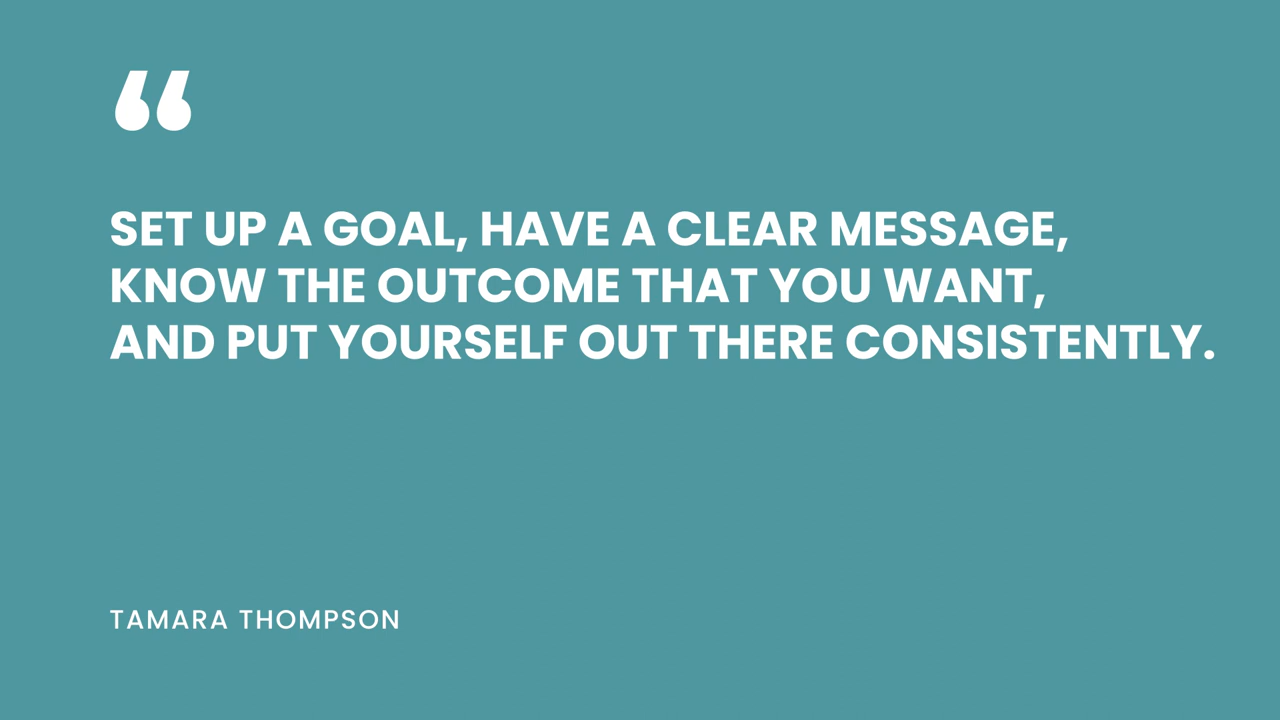 “
SET UP A GOAL, HAVE A CLEAR MESSAGE,
KNOW THE OUTCOME THAT YOU WANT,
AND PUT YOURSELF OUT THERE CONSISTENTLY.
TAMARA THOMPSON